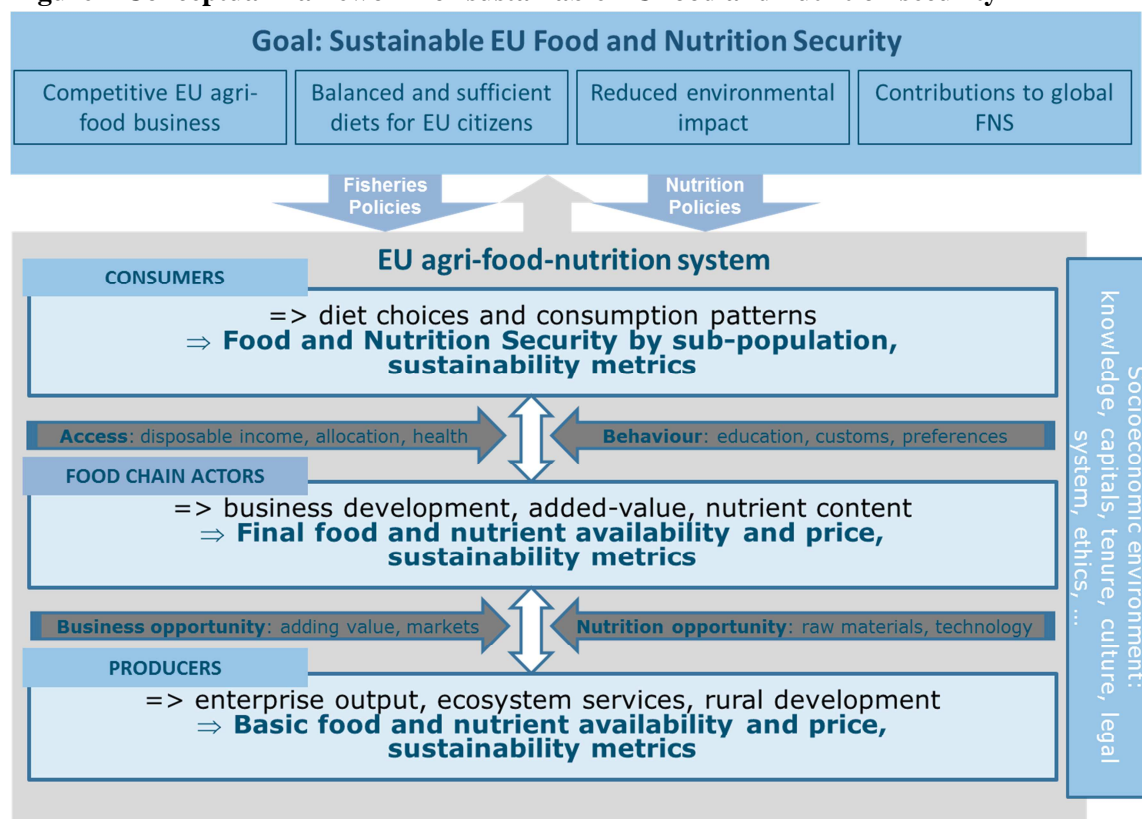 Goal: Sustainable EU Food and Nutrition Security
Competitive EU agri-
food business
Balanced and sufficient
diets for EU citizens
Reduced environmental
impact
Contributions to global
FNS
Fisheries
Policies
Nutrition
Policies
EU agri-food-nutrition system
CONSUMERS
=> diet choices and consumption patterns
⇒ Food and Nutrition Security by sub-population,
sustainability metrics
Access: disposable income, allocation, health
Behaviour: education, customs, preferences
FOOD CHAIN ACTORS
=> business development, added-value, nutrient content
⇒ Final food and nutrient availability and price,
sustainability metrics
Business opportunity: adding value, markets
Nutrition opportunity: raw materials, technology
PRODUCERS
=> enterprise output, ecosystem services, rural development
⇒ Basic food and nutrient availability and price,
sustainability metrics
Socioeconomic environment:
knowledge, capitals, tenure, culture, legal
system, ethics, ...